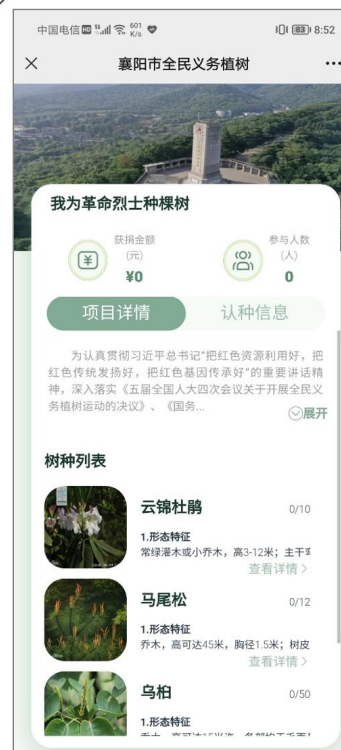 中国电信 HD 5G 601 K/s 83 8:52
襄阳市全民义务植树
我为革命烈士种棵树
获捐金额
(元)
¥0
参与人数
(人)
0
项目详情
认种信息
为认真贯彻习近平总书记“把红色资源利用好，把
红色传统发扬好，把红色基因传承好”的重要讲话精
神，深入落实《五届全国人大四次会议关于开展全民义
务植树运动的决议》、《国务...
展开
树种列表
云锦杜鹃 0/10
1.形态特征
常绿灌木或小乔木，高3-12米；主干弯
查看详情 >
马尾松 0/12
1.形态特征
乔木，高可达45米，胸径1.5米；树皮
查看详情 >
乌桕 0/50
1.形态特征